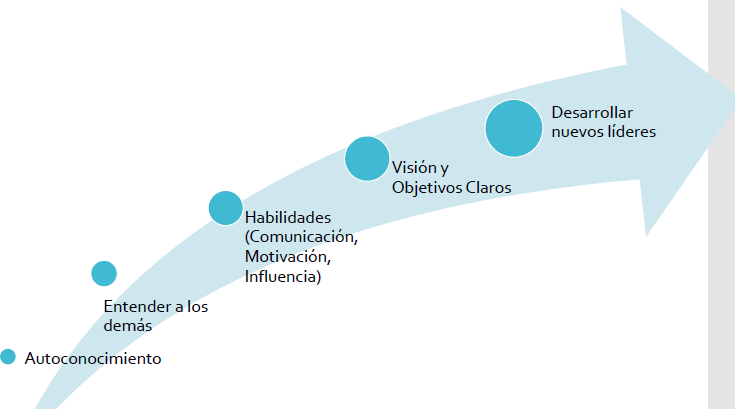 Desarrollar
nuevos líderes
Visión y
Objetivos Claros
Habilidades
(Comunicación,
Motivación,
Influencia)
Entender a los
demás
Autoconocimiento